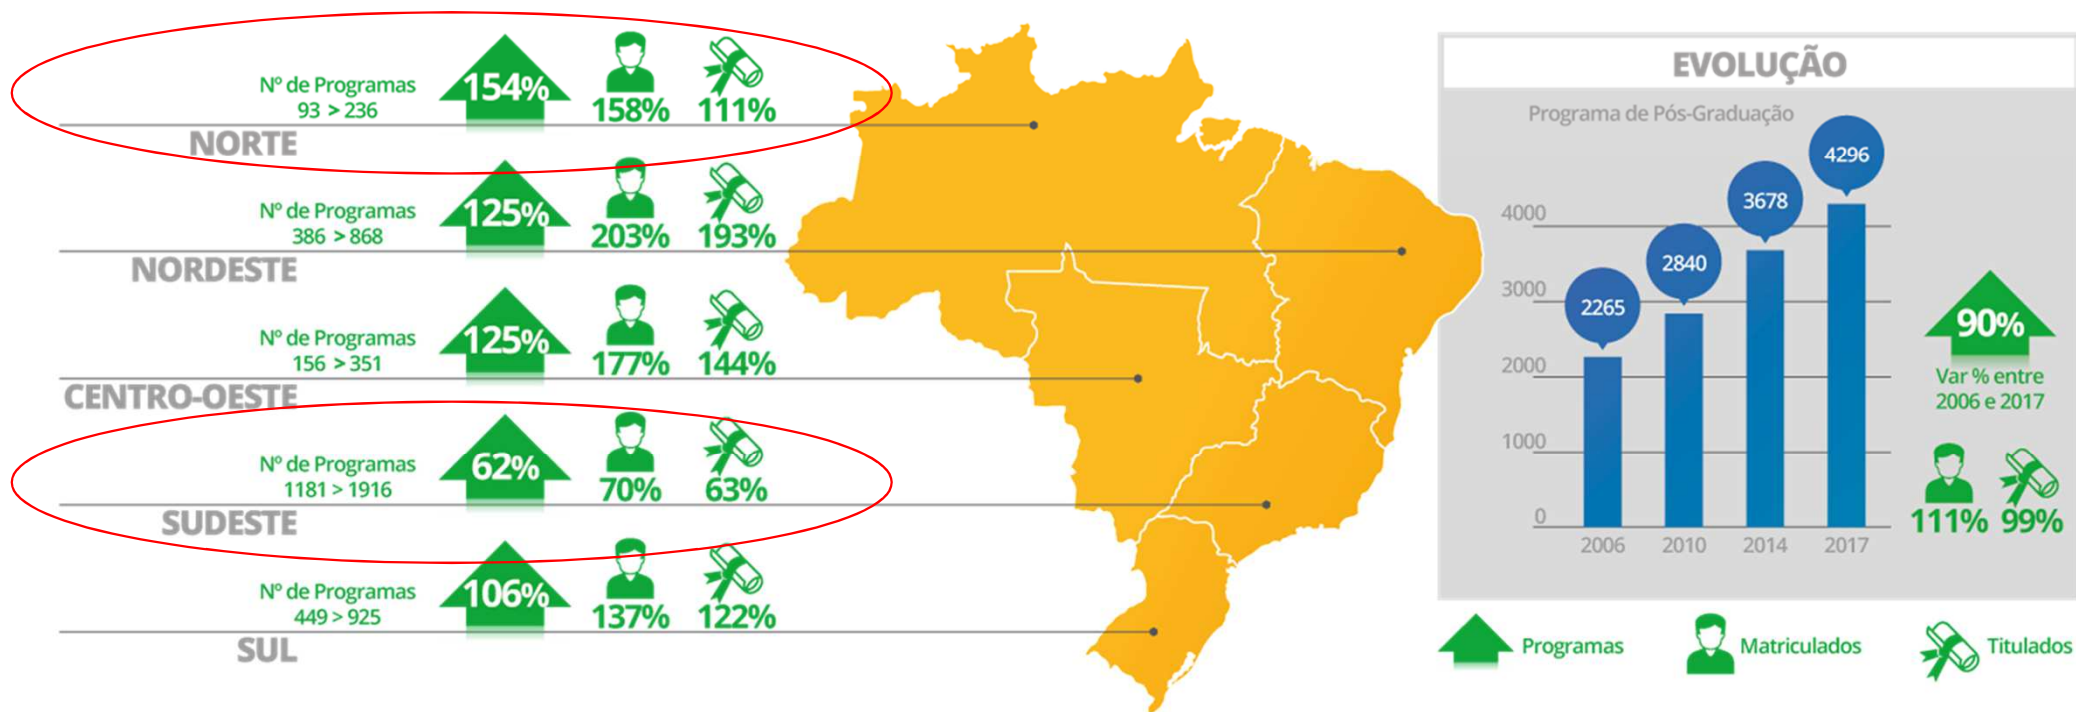 Nº de Programas
93 > 236
154%
158%
111%
NORTE
Nº de Programas
386 > 868
125%
203%
193%
NORDESTE
Nº de Programas
156 > 351
125%
177%
144%
CENTRO-OESTE
Nº de Programas
1181 > 1916
62%
70%
63%
SUDESTE
Nº de Programas
449 > 925
106%
137%
122%
SUL
EVOLUÇÃO
Programa de Pós-Graduação
4296
3678
2840
2265
4000
3000
2000
1000
0
2006 2010 2014 2017
90%
Var % entre
2006 e 2017
111% 99%
Programas
Matriculados
Titulados